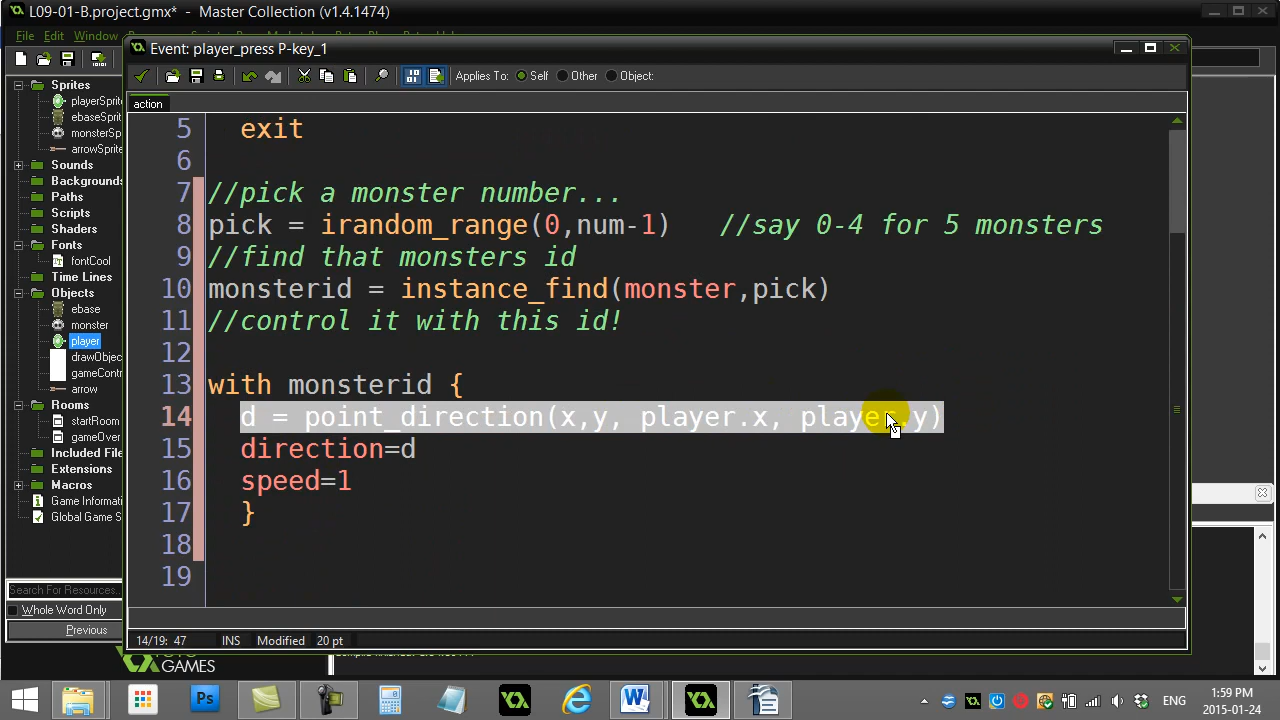 L09-01-B.project.gmx* - Master Collection (v1.4.1474)
File Edit Window
Event: player_press P-key_1
Applies To: Self Other Object:
action
Sprites
playerSprit
ebaseSprit
monsterSp
arrowSprite
Sounds
Backgrounds
Paths
Scripts
Shaders
Fonts
fontCool
Time Lines
Objects
ebase
monster
player
drawObjec
gameContr
arrow
Rooms
startRoom
gameOver
Included File
Extensions
Macros
Game Informati
Global Game S
Search For Resources..
Whole Word Only
Previous
5 exit
6
7 //pick a monster number...
8 pick = irandom_range(0,num-1) //say 0-4 for 5 monsters
9 //find that monsters id
10 monsterid = instance_find(monster,pick)
11 //control it with this id!
12
13 with monsterid {
14 d = point_direction(x,y, player.x, player.y)
15 direction=d
16 speed=1
17 }
18
19
14/19: 47 INS Modified 20 pt
GAMES
ENG
1:59 PM
2015-01-24